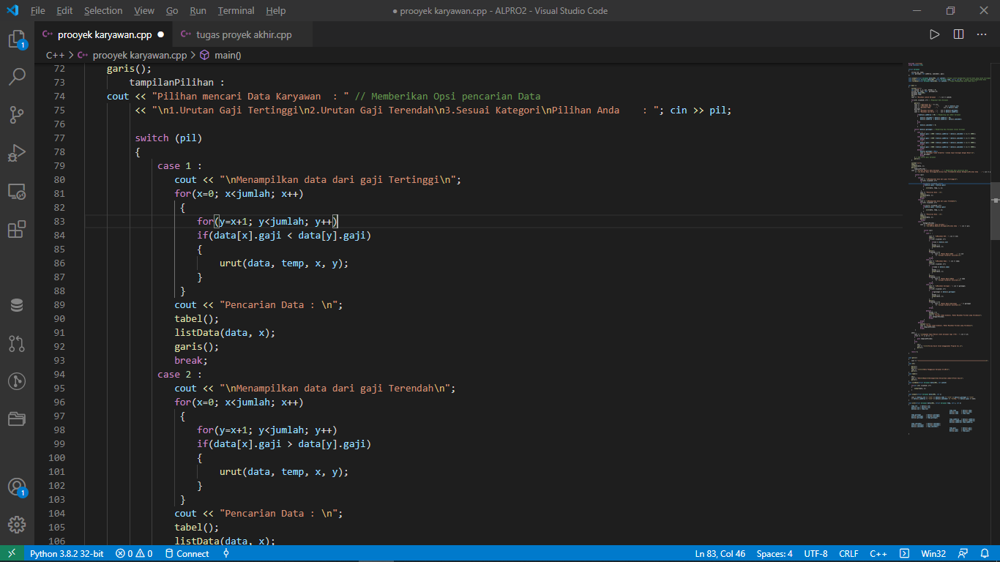 File Edit Selection View Go Run Terminal Help ● prooyek karyawan.cpp - ALPRO2 - Visual Studio Code
prooyek karyawan.cpp ● tugas proyek akhir.cpp
C++ > prooyek karyawan.cpp > main()
72 garis();
73 tampilanPilihan :
74 cout << "Pilihan mencari Data Karyawan  : " // Memberikan Opsi pencarian Data
75 << "\n1.Urutan Gaji Tertinggi\n2.Urutan Gaji Terendah\n3.Sesuai Kategori\nPilihan Anda    : "; cin >> pil;
76
77 switch (pil)
78 {
79 case 1 :
80 cout << "\nMenampilkan data dari gaji Tertinggi\n";
81 for(x=0; x<jumlah; x++)
82 {
83 for(y=x+1; y<jumlah; y++)
84 if(data[x].gaji < data[y].gaji)
85 {
86 urut(data, temp, x, y);
87 }
88 }
89 cout << "Pencarian Data : \n";
90 tabel();
91 listData(data, x);
92 garis();
93 break;
94 case 2 :
95 cout << "\nMenampilkan data dari gaji Terendah\n";
96 for(x=0; x<jumlah; x++)
97 {
98 for(y=x+1; y<jumlah; y++)
99 if(data[x].gaji > data[y].gaji)
100 {
101 urut(data, temp, x, y);
102 }
103 }
104 cout << "Pencarian Data : \n";
105 tabel();
106 listData(data, x);
1
1
Python 3.8.2 32-bit 0 0 Connect Ln 83, Col 46 Spaces: 4 UTF-8 CRLF C++ Win32